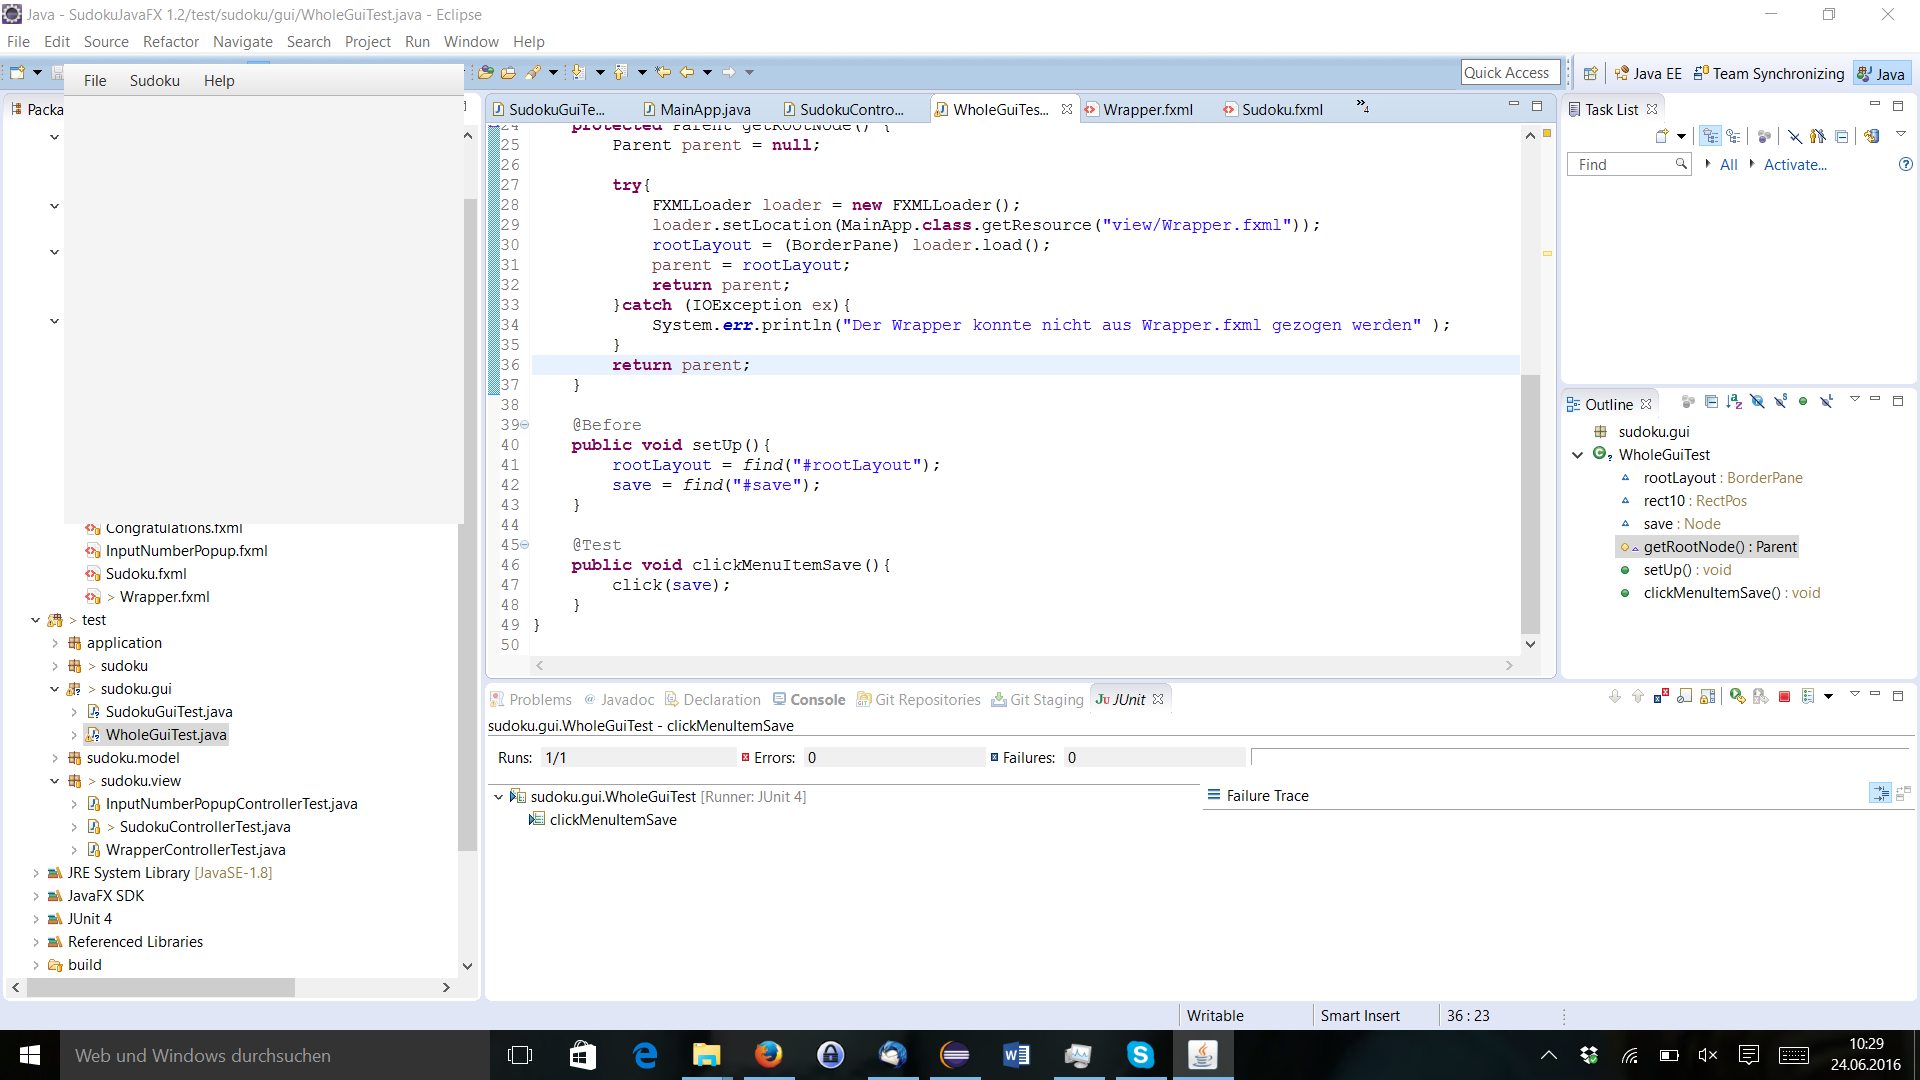 Java - SudokuJavaFX 1.2/test/sudoku/gui/WholeGuiTest.java - Eclipse
File Edit Source Refactor Navigate Search Project Run Window Help
Quick Access
Java EE
Team Synchronizing
Java
File Sudoku Help
Packa
Congratulations.fxml
InputNumberPopup.fxml
Sudoku.fxml
> Wrapper.fxml
> test
application
> sudoku
> sudoku.gui
SudokuGuiTest.java
WholeGuiTest.java
sudoku.model
> sudoku.view
InputNumberPopupControllerTest.java
> SudokuControllerTest.java
WrapperControllerTest.java
JRE System Library [JavaSE-1.8]
JavaFX SDK
JUnit 4
Referenced Libraries
build
SudokuGuiTe...
MainApp.java
SudokuContro...
WholeGuiTes...
Wrapper.fxml
Sudoku.fxml
»4
24 protected Parent getRootNode() {
25 Parent parent = null;
26
27 try{
28 FXMLLoader loader = new FXMLLoader();
29 loader.setLocation(MainApp.class.getResource("view/Wrapper.fxml"));
30 rootLayout = (BorderPane) loader.load();
31 parent = rootLayout;
32 return parent;
33 }catch (IOException ex){
34 System.err.println("Der Wrapper konnte nicht aus Wrapper.fxml gezogen werden" );
35 }
36 return parent;
37 }
38
39 @Before
40 public void setUp(){
41 rootLayout = find("#rootLayout");
42 save = find("#save");
43 }
44
45 @Test
46 public void clickMenuItemSave(){
47 click(save);
48 }
49 }
50
Task List
Find
All
Activate...
Outline
sudoku.gui
WholeGuiTest
rootLayout : BorderPane
rect10 : RectPos
save : Node
getRootNode() : Parent
setUp() : void
clickMenuItemSave() : void
Problems
@ Javadoc
Declaration
Console
Git Repositories
Git Staging
JU JUnit
sudoku.gui.WholeGuiTest - clickMenuItemSave
Runs: 1/1
Errors: 0
Failures: 0
sudoku.gui.WholeGuiTest [Runner: JUnit 4]
clickMenuItemSave
Failure Trace
Writable
Smart Insert
36 : 23
Web und Windows durchsuchen
10:29
24.06.2016